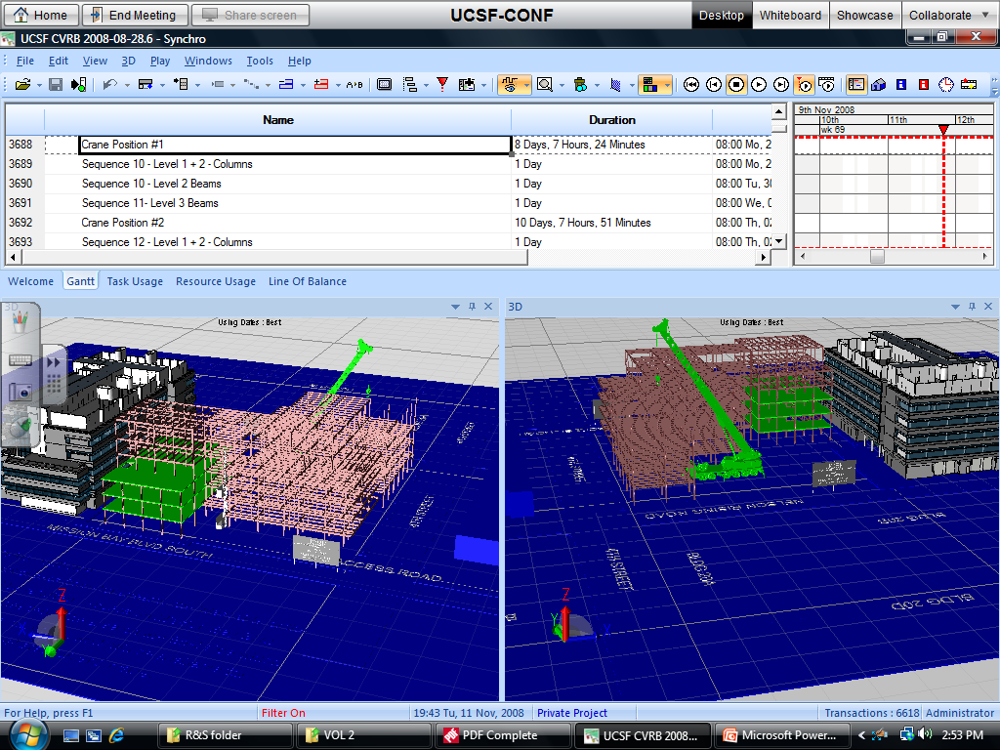 Home
End Meeting
Share screen
UCSF-CONF
Desktop
Whiteboard
Showcase
Collaborate
UCSF CVRB 2008-08-28.6 - Synchro
File Edit View 3D Play Windows Tools Help
Name Duration
3688 Crane Position #1 8 Days, 7 Hours, 24 Minutes 08:00 Mo, 2
3689 Sequence 10 - Level 1 + 2 - Columns 1 Day 08:00 Mo, 2
3690 Sequence 10 - Level 2 Beams 1 Day 08:00 Tu, 30
3691 Sequence 11- Level 3 Beams 1 Day 08:00 We, 0
3692 Crane Position #2 10 Days, 7 Hours, 51 Minutes 08:00 Th, 02
3693 Sequence 12 - Level 1 + 2 - Columns 1 Day 08:00 Th, 02
9th Nov 2008
10th 11th 12th
wk 69
Welcome Gantt Task Usage Resource Usage Line Of Balance
3D
Using Dates : Best
4TH STREET
MISSION BAY BLVD SOUTH
ACCESS ROAD
Z
X
3D
Using Dates : Best
NELSON RISING ROAD
4TH STREET
BLDG 20A
BLDG 20D
Z
Y
X
For Help, press F1
Filter On
19:43 Tu, 11 Nov, 2008
Private Project
Transactions : 6618
Administrator
R&S folder
VOL 2
PDF Complete
UCSF CVRB 2008...
Microsoft Power...
2:53 PM